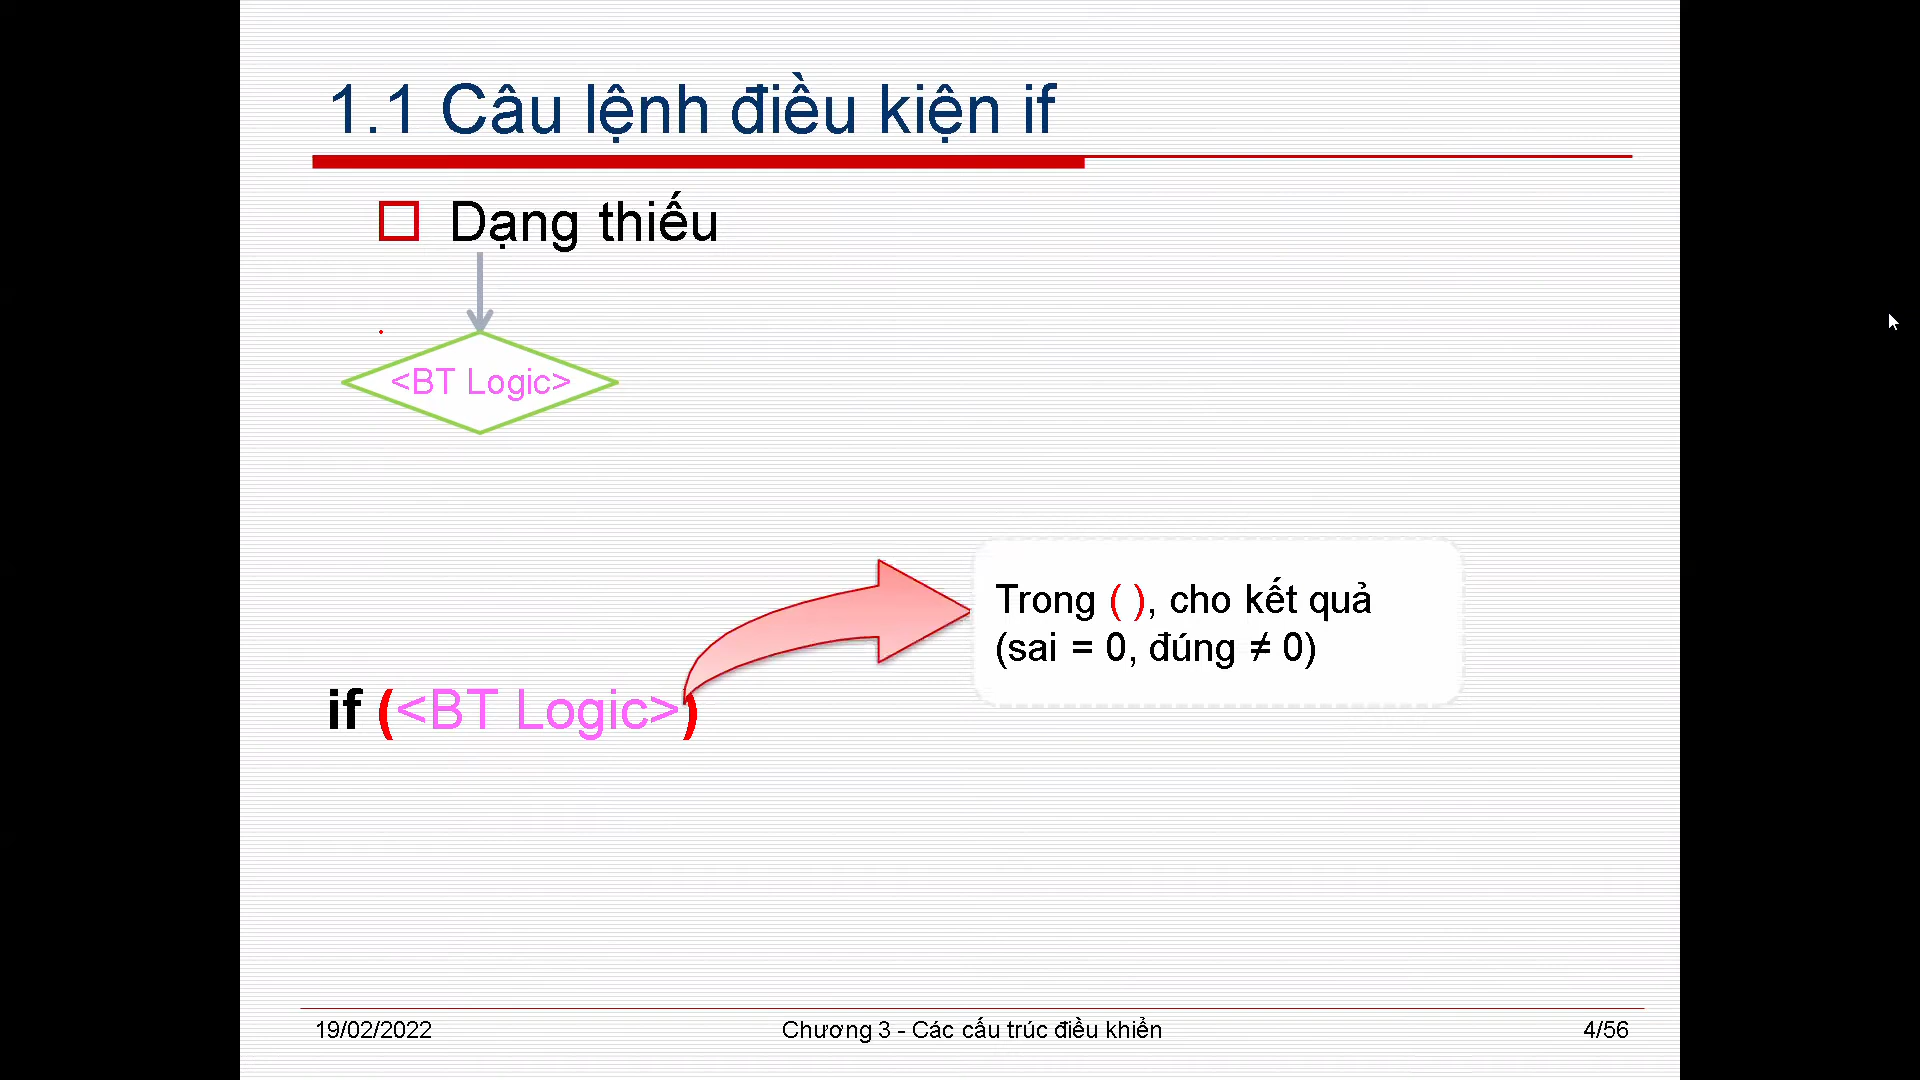 1.1 Câu lệnh điều kiện if
Dạng thiếu
<BT Logic>
Trong ( ), cho kết quả
(sai = 0, đúng ≠ 0)
if (<BT Logic>)
19/02/2022
Chương 3 - Các cấu trúc điều khiển
4/56